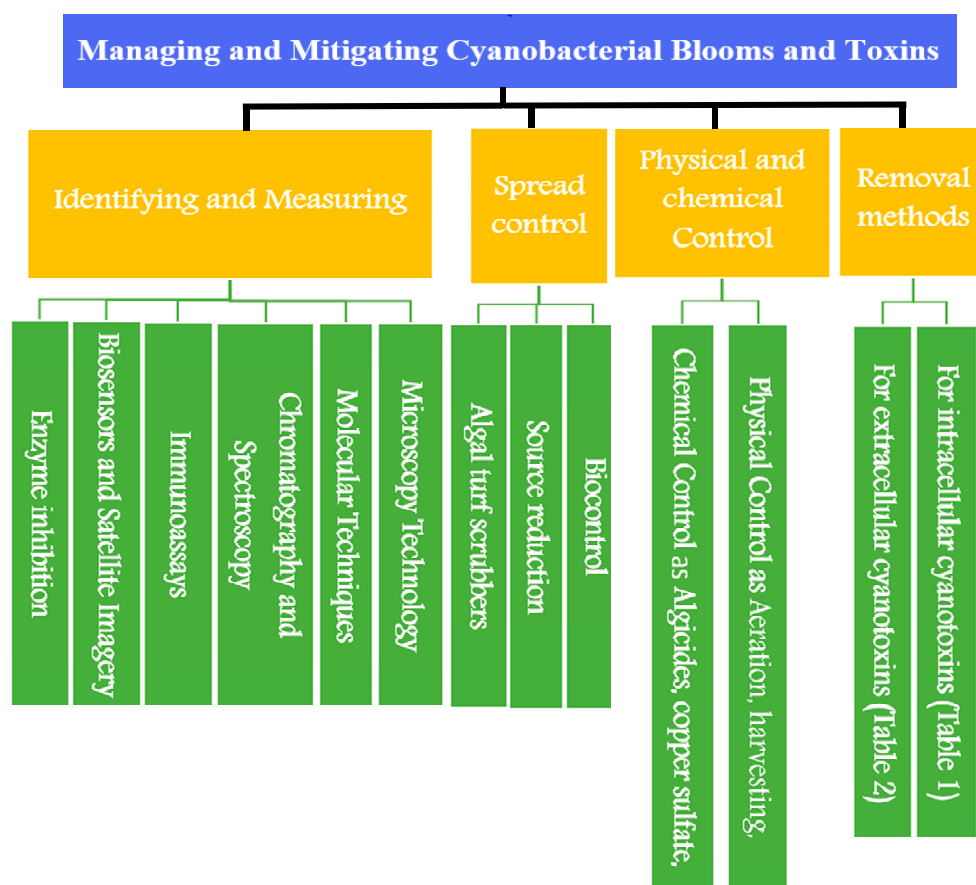 Managing and Mitigating Cyanobacterial Blooms and Toxins
Identifying and Measuring
Spread
control
Physical and
chemical
Control
Removal
methods
Enzyme inhibition
Biosensors and Satellite Imagery
Immunoassays
Chromatography and
Spectroscopy
Molecular Techniques
Microscopy Technology
Algal turf scrubbers
Source reduction
Biocontrol
Chemical Control as Algicides, copper sulfate,
Physical Control as Aeration, harvesting,
For extracellular cyanotoxins (Table 2)
For intracellular cyanotoxins (Table 1)